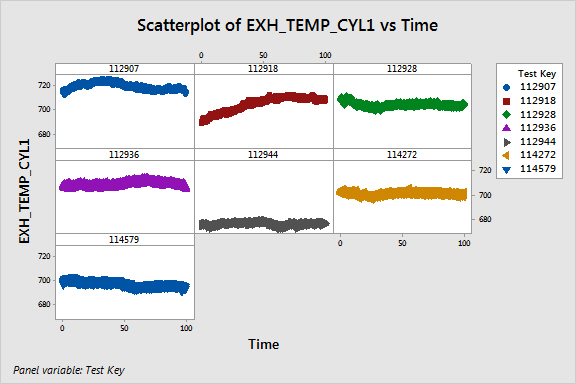 Scatterplot of EXH_TEMP_CYL1 vs Time
0 50 100
112907 112918 112928
720
700
680
112936 112944 114272
720
700
680
0 50 100
114579
720
700
680
0 50 100
EXH_TEMP_CYL1
Time
Test Key
112907
112918
112928
112936
112944
114272
114579
Panel variable: Test Key